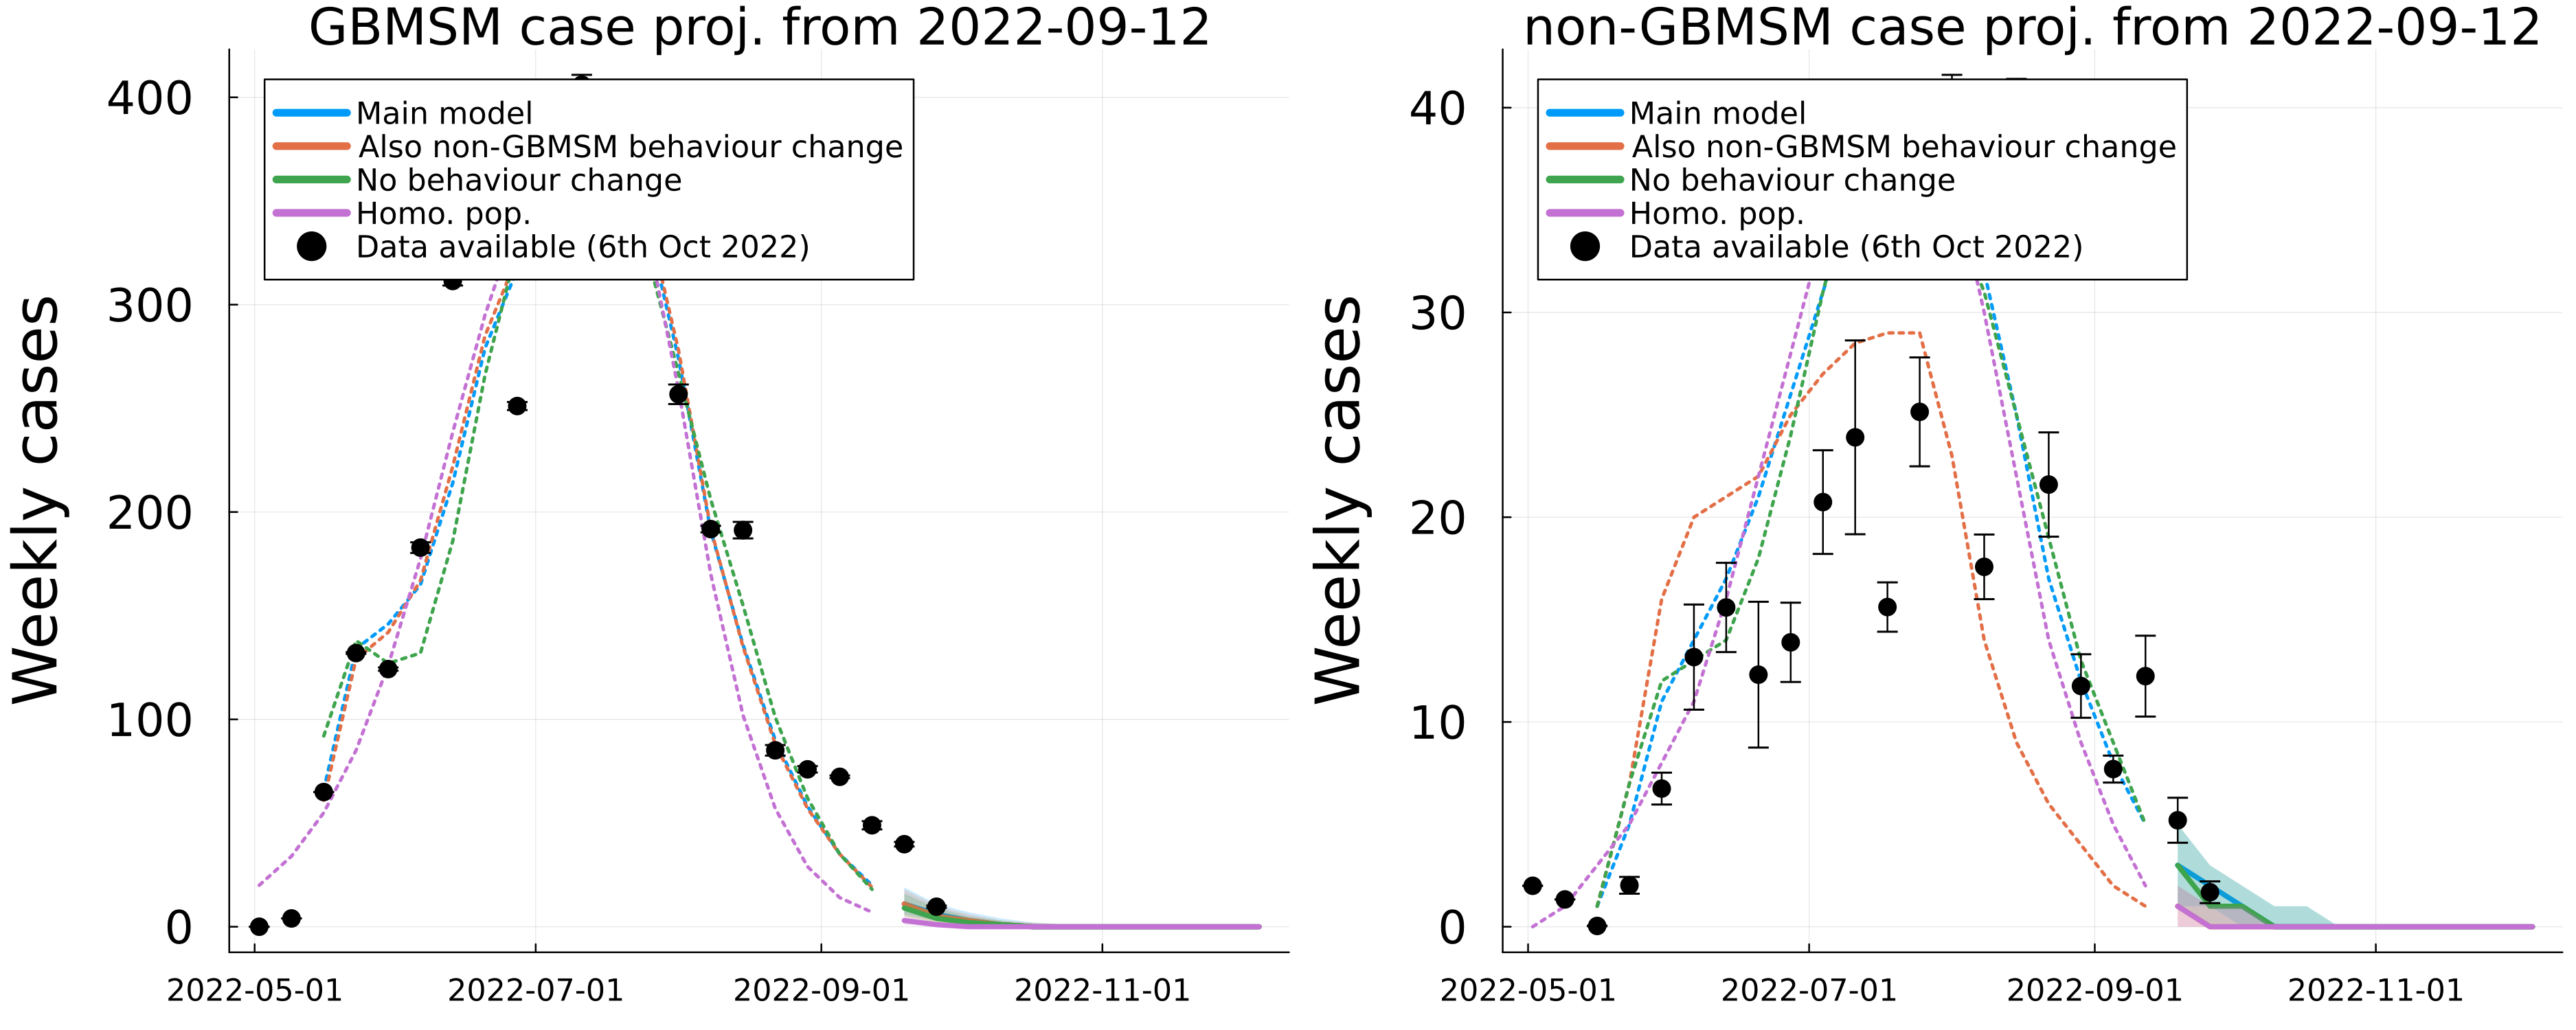 GBMSM case proj. from 2022-09-12
Weekly cases
400
300
200
100
0
Main model
Also non-GBMSM behaviour change
No behaviour change
Homo. pop.
Data available (6th Oct 2022)
2022-05-01 2022-07-01 2022-09-01 2022-11-01
non-GBMSM case proj. from 2022-09-12
Weekly cases
40
30
20
10
0
Main model
Also non-GBMSM behaviour change
No behaviour change
Homo. pop.
Data available (6th Oct 2022)
2022-05-01 2022-07-01 2022-09-01 2022-11-01